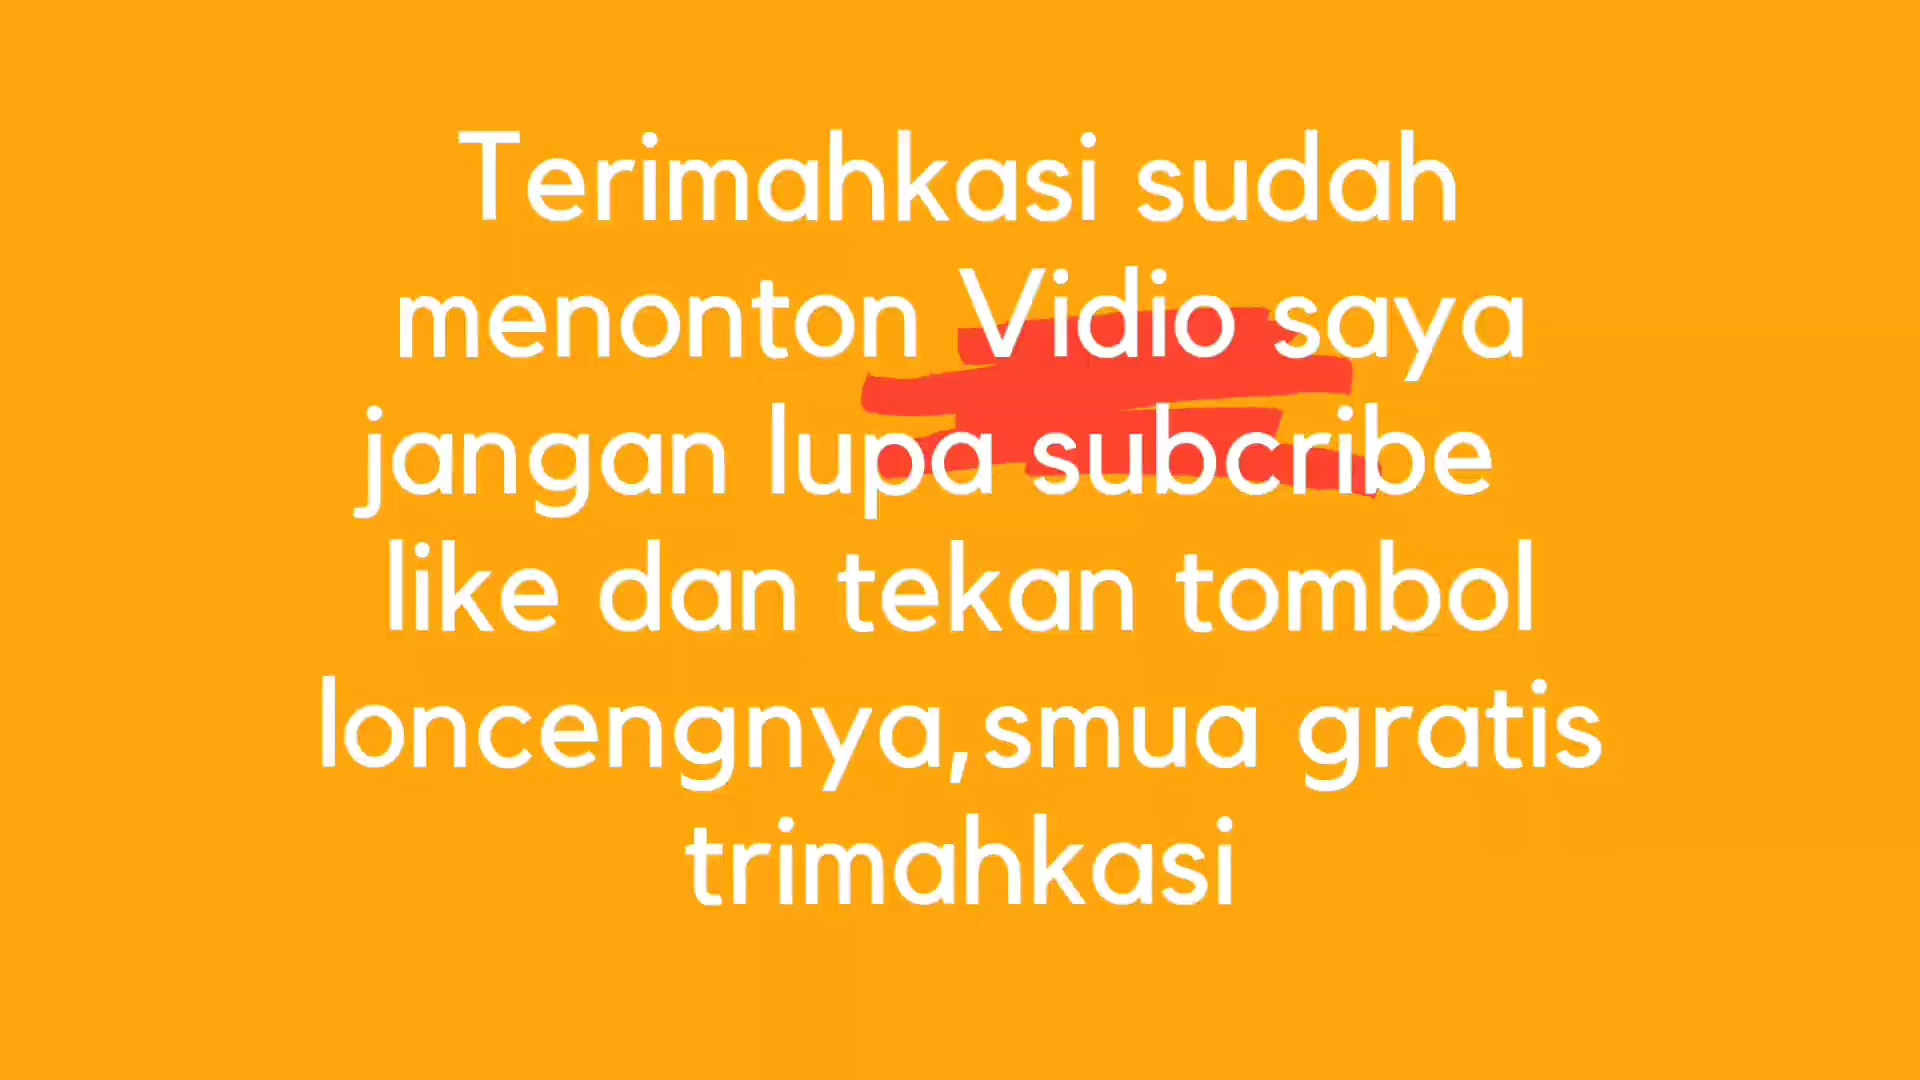 Terimahkasi sudah
menonton Vidio saya
jangan lupa subcribe
like dan tekan tombol
loncengnya,smua gratis
trimahkasi